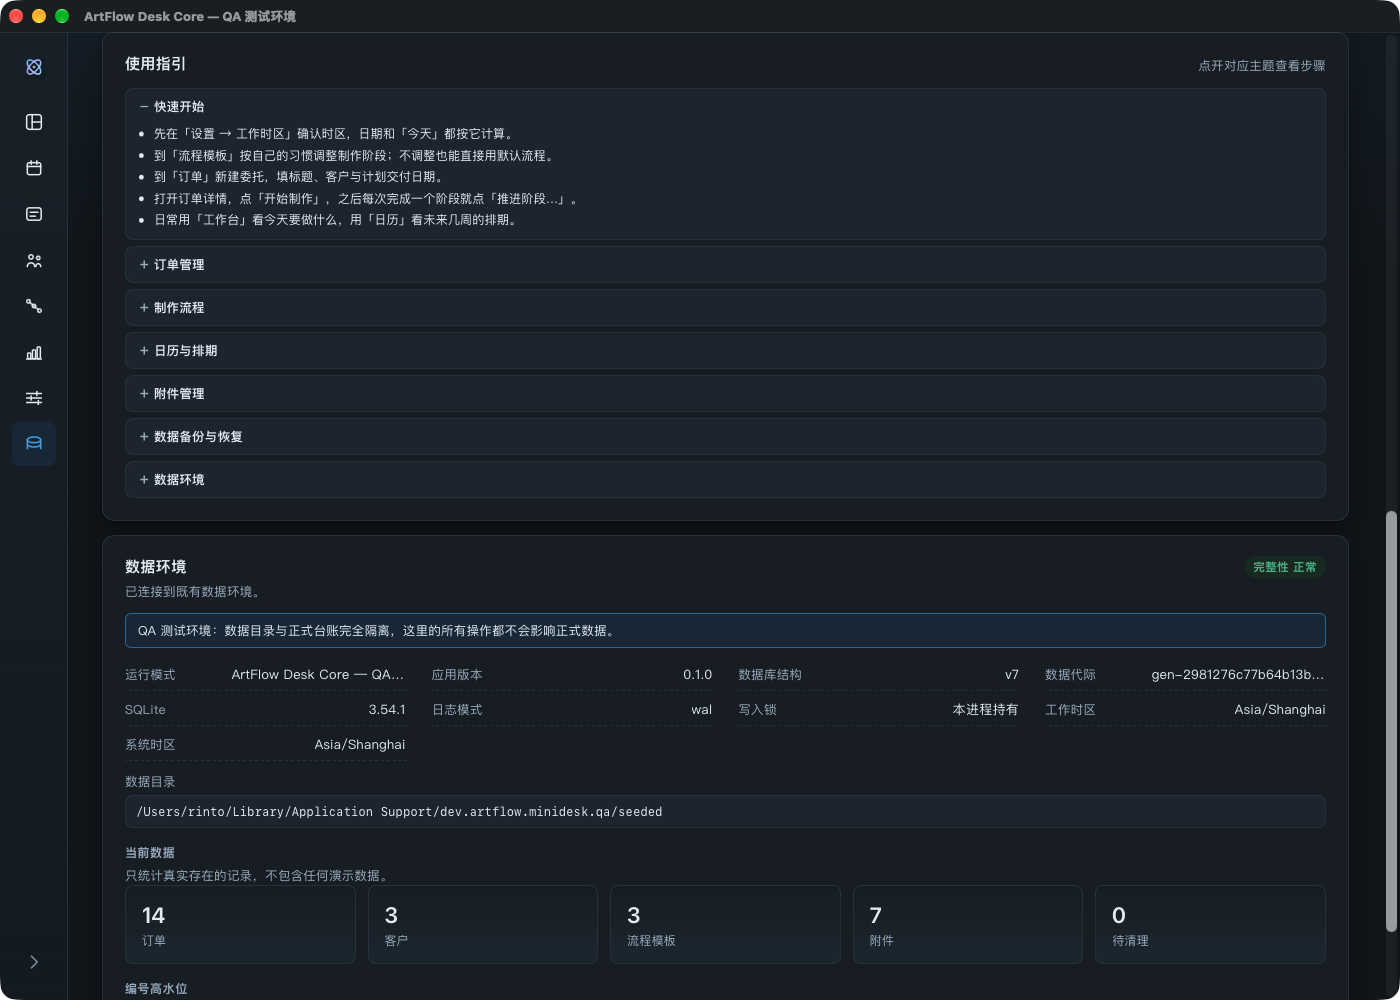 ArtFlow Desk Core — QA 测试环境
使用指引
点开对应主题查看步骤
− 快速开始
• 先在「设置 → 工作时区」确认时区，日期和「今天」都按它计算。
• 到「流程模板」按自己的习惯调整制作阶段；不调整也能直接用默认流程。
• 到「订单」新建委托，填标题、客户与计划交付日期。
• 打开订单详情，点「开始制作」，之后每次完成一个阶段就点「推进阶段…」。
• 日常用「工作台」看今天要做什么，用「日历」看未来几周的排期。
+ 订单管理
+ 制作流程
+ 日历与排期
+ 附件管理
+ 数据备份与恢复
+ 数据环境
数据环境
完整性 正常
已连接到既有数据环境。
QA 测试环境：数据目录与正式台账完全隔离，这里的所有操作都不会影响正式数据。
运行模式 ArtFlow Desk Core — QA…
应用版本 0.1.0
数据库结构 v7
数据代际 gen-2981276c77b64b13b…
SQLite 3.54.1
日志模式 wal
写入锁 本进程持有
工作时区 Asia/Shanghai
系统时区 Asia/Shanghai
数据目录
/Users/rinto/Library/Application Support/dev.artflow.minidesk.qa/seeded
当前数据
只统计真实存在的记录，不包含任何演示数据。
14
订单
3
客户
3
流程模板
7
附件
0
待清理
编号高水位